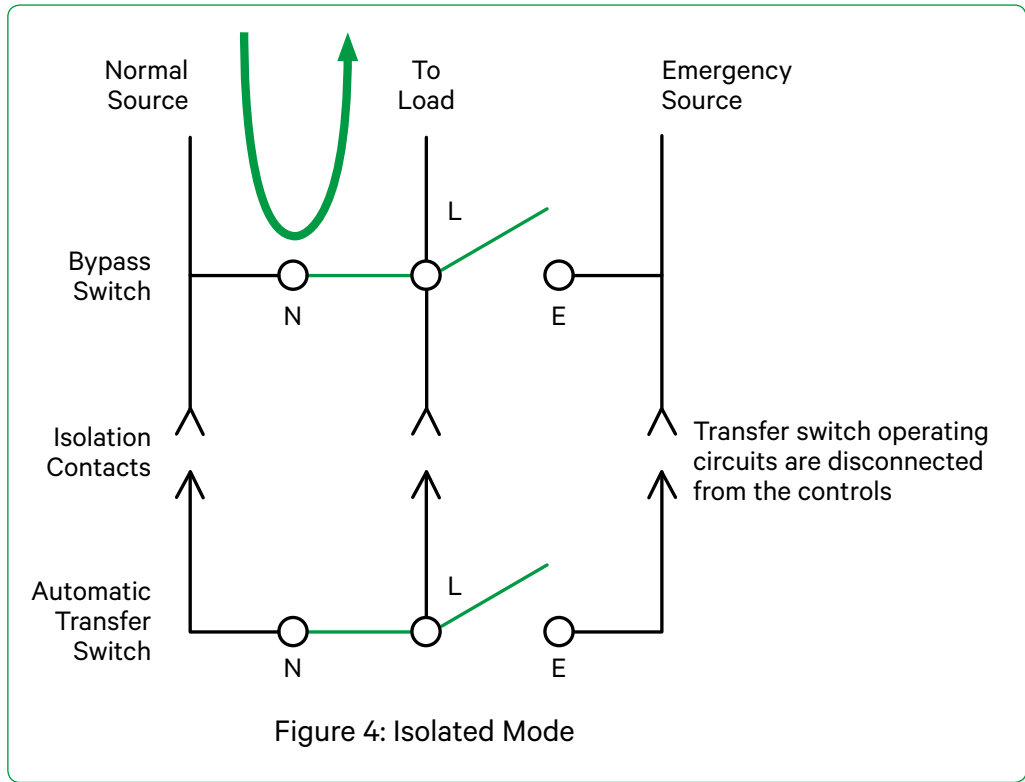 Normal
Source
To
Load
Emergency
Source
L
Bypass
Switch
N
E
Isolation
Contacts
Transfer switch operating
circuits are disconnected
from the controls
L
Automatic
Transfer
Switch
N
E
Figure 4: Isolated Mode